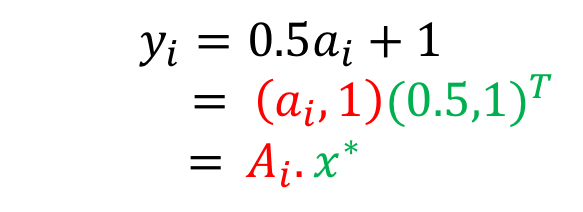 yᵢ = 0.5aᵢ + 1
= (aᵢ, 1)(0.5,1)ᵀ
= Aᵢ. x*